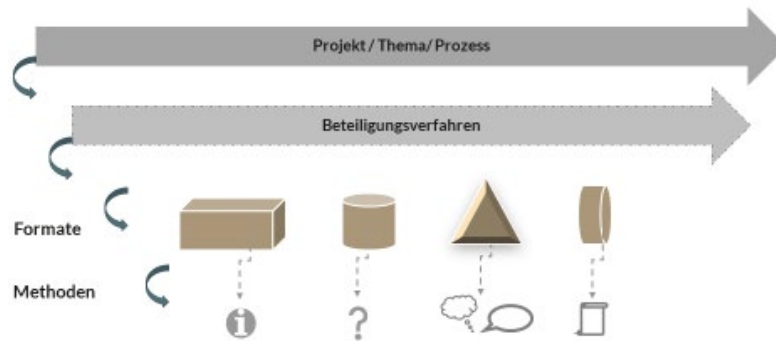 Projekt / Thema/ Prozess
Beteiligungsverfahren
Formate
Methoden
i
?